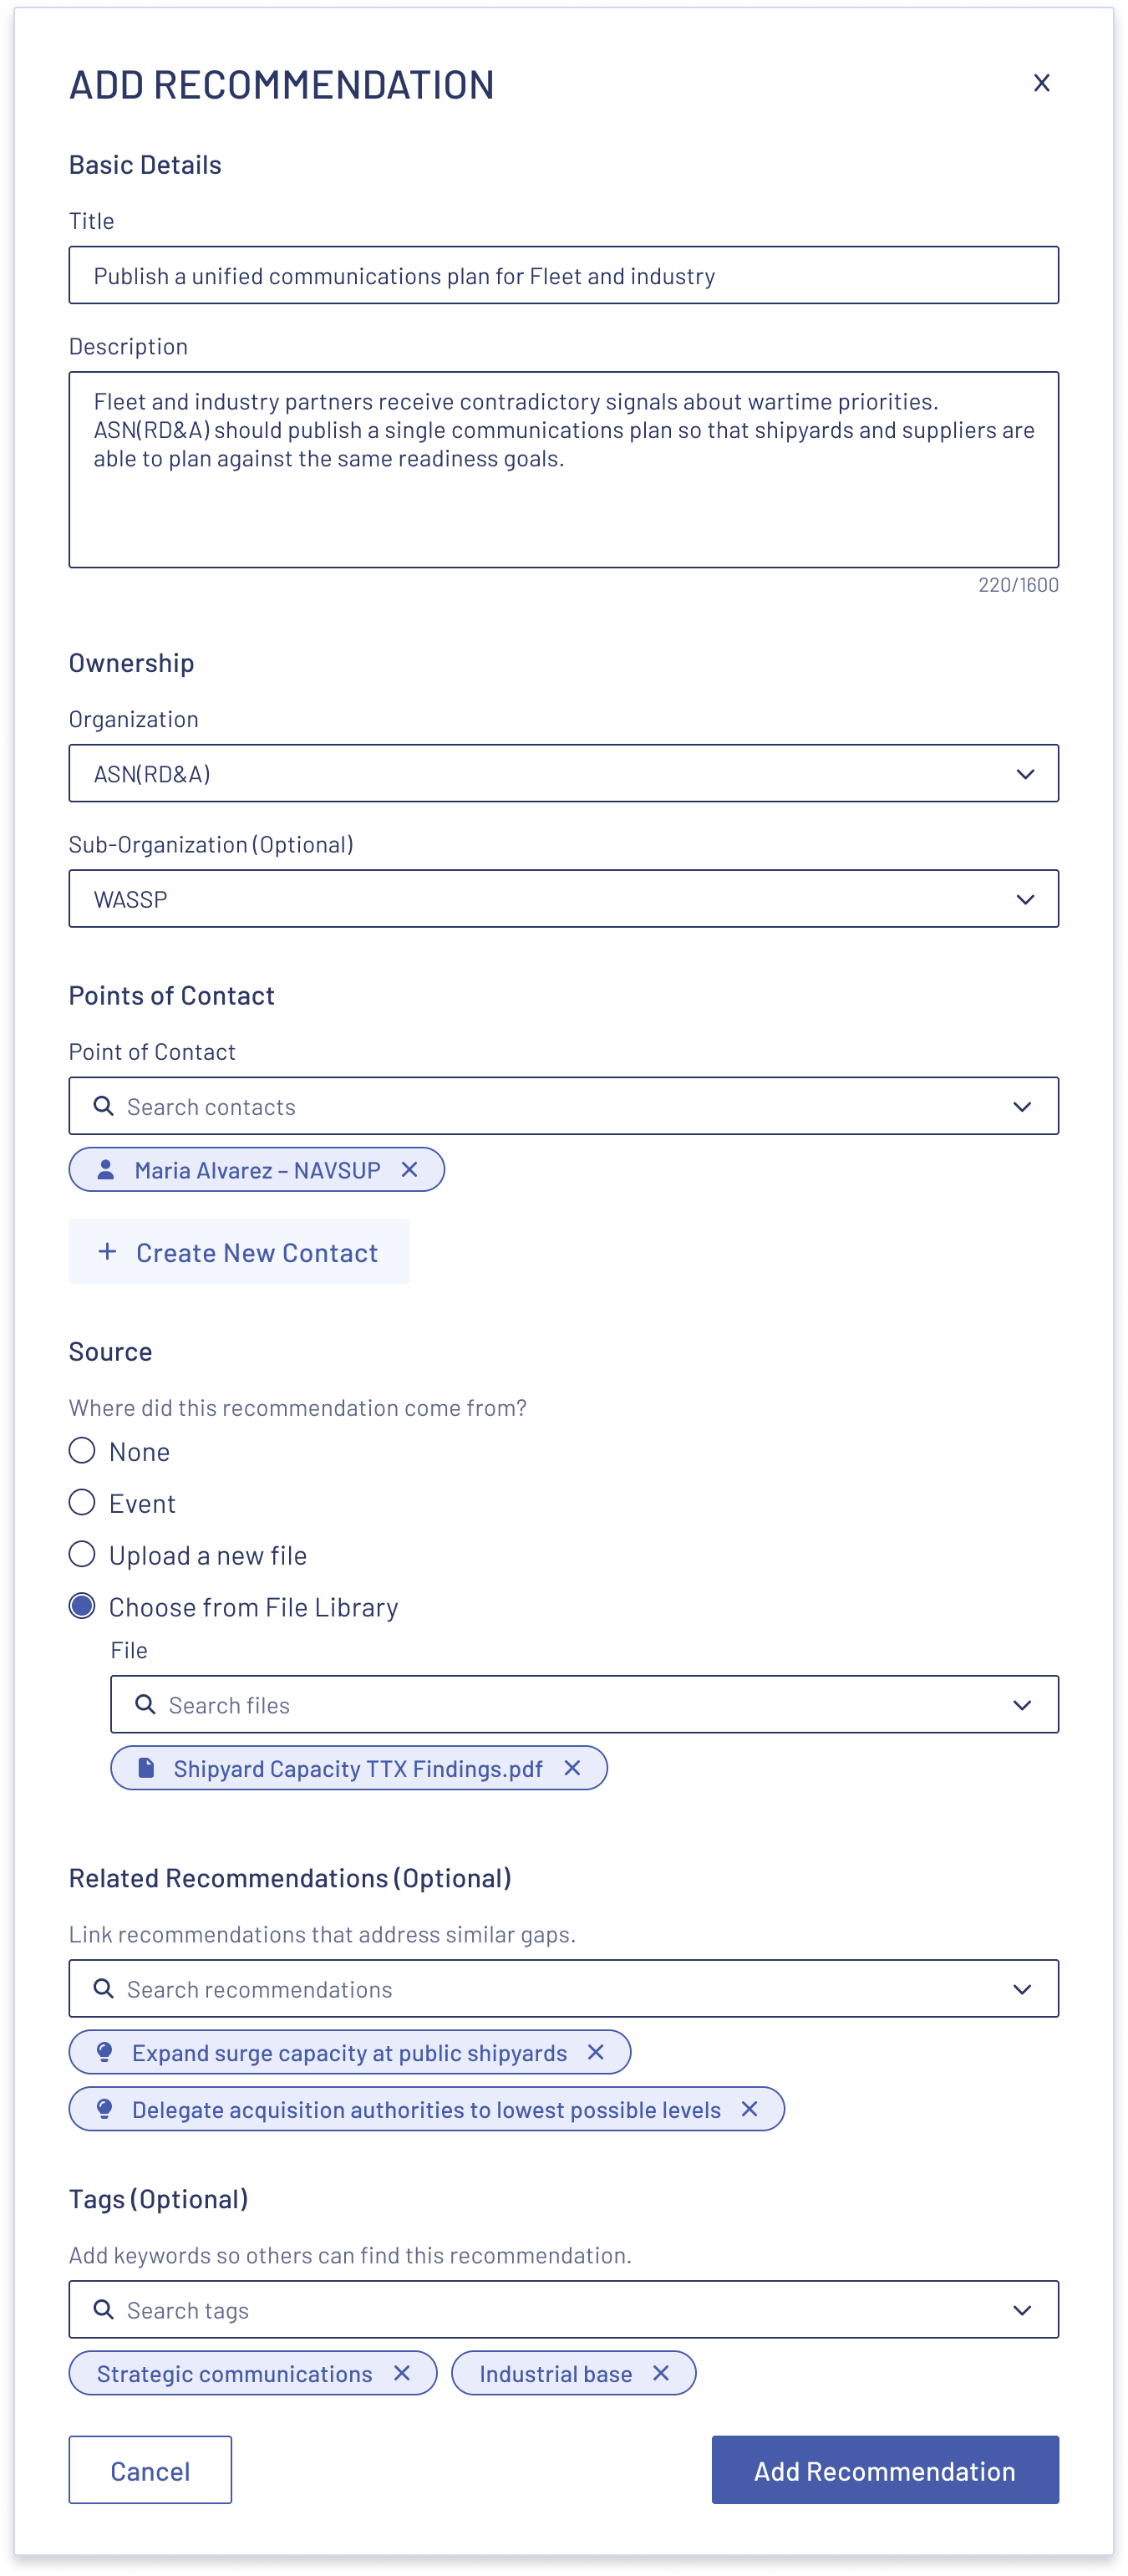 ADD RECOMMENDATION
X
Basic Details
Title
Publish a unified communications plan for Fleet and industry
Description
Fleet and industry partners receive contradictory signals about wartime priorities.
ASN(RD&A) should publish a single communications plan so that shipyards and suppliers are
able to plan against the same readiness goals.
220/1600
Ownership
Organization
ASN(RD&A)
Sub-Organization (Optional)
WASSP
Points of Contact
Point of Contact
Search contacts
Maria Alvarez – NAVSUP
+ Create New Contact
Source
Where did this recommendation come from?
None
Event
Upload a new file
Choose from File Library
File
Search files
Shipyard Capacity TTX Findings.pdf
Related Recommendations (Optional)
Link recommendations that address similar gaps.
Search recommendations
Expand surge capacity at public shipyards
Delegate acquisition authorities to lowest possible levels
Tags (Optional)
Add keywords so others can find this recommendation.
Search tags
Strategic communications Industrial base
Cancel Add Recommendation